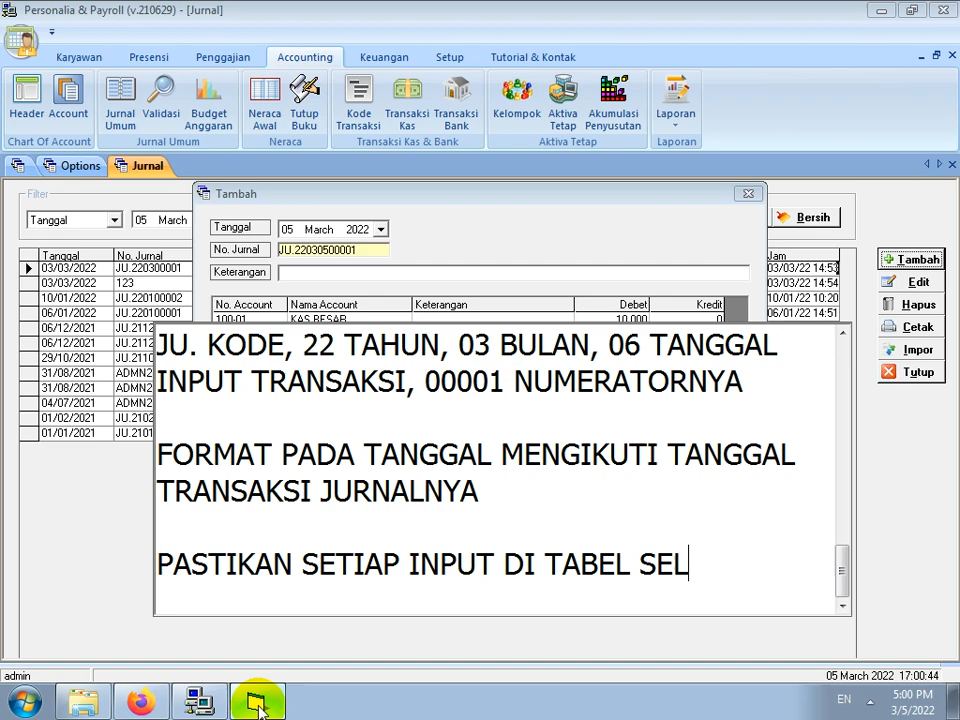 Personalia & Payroll (v.210629) - [Jurnal]
Karyawan Presensi Penggajian Accounting Keuangan Setup Tutorial & Kontak
Header Account Jurnal Umum Validasi Budget Anggaran Neraca Awal Tutup Buku Kode Transaksi Transaksi Kas Transaksi Bank Kelompok Aktiva Tetap Akumulasi Penyusutan Laporan
Chart Of Account Jurnal Umum Neraca Transaksi Kas & Bank Aktiva Tetap Laporan
Options Jurnal
Filter
Tanggal 05 March
Bersih
Tambah
Tanggal 05 March 2022
No. Jurnal JU.22030500001
Keterangan
No. Account Nama Account Keterangan Debet Kredit
100-01 KAS BESAR 10,000 0
Tanggal No. Jurnal Jam
03/03/2022 JU.220300001 03/03/22 14:53
03/03/2022 123 03/03/22 14:54
10/01/2022 JU.220100002 10/01/22 10:20
06/01/2022 JU.220100001 06/01/22 14:51
06/12/2021 JU.2112
06/12/2021 JU.2112
29/10/2021 JU.2110
31/08/2021 ADMN2
31/08/2021 ADMN2
04/07/2021 ADMN2
01/02/2021 JU.2102
01/01/2021 JU.2101
Tambah
Edit
Hapus
Cetak
Impor
Tutup
JU. KODE, 22 TAHUN, 03 BULAN, 06 TANGGAL
INPUT TRANSAKSI, 00001 NUMERATORNYA
FORMAT PADA TANGGAL MENGIKUTI TANGGAL
TRANSAKSI JURNALNYA
PASTIKAN SETIAP INPUT DI TABEL SEL
admin
05 March 2022 17:00:44
EN
5:00 PM
3/5/2022